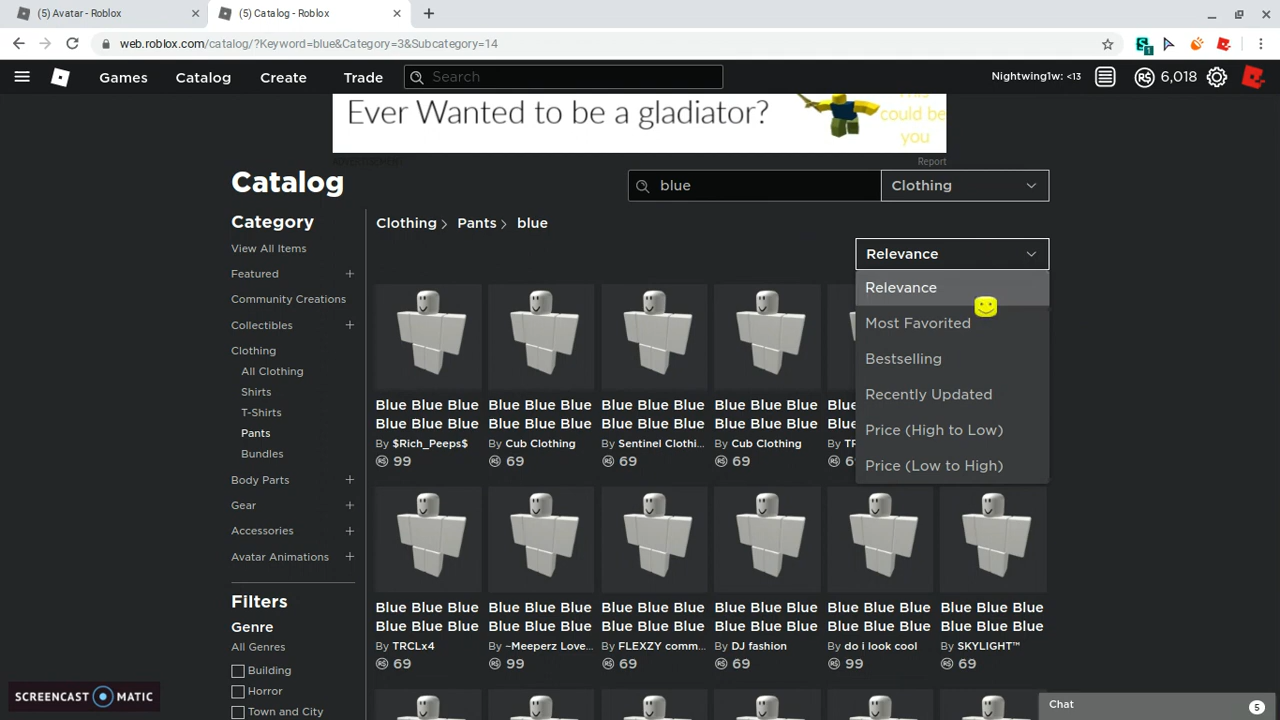 (5) Avatar - Roblox
(5) Catalog - Roblox
web.roblox.com/catalog/?Keyword=blue&Category=3&Subcategory=14
Games Catalog Create Trade Search Nightwing1w: <13 6,018
Ever Wanted to be a gladiator?
could be
you
Report
Catalog
blue
Clothing
Category
View All Items
Featured
Community Creations
Collectibles
Clothing
All Clothing
Shirts
T-Shirts
Pants
Bundles
Body Parts
Gear
Accessories
Avatar Animations
Filters
Genre
All Genres
Building
Horror
Town and City
Clothing > Pants > blue
Relevance
Relevance
Most Favorited
Bestselling
Recently Updated
Price (High to Low)
Price (Low to High)
Blue Blue Blue
Blue Blue Blue
By $Rich_Peeps$
99
Blue Blue Blue
Blue Blue Blue
By Cub Clothing
69
Blue Blue Blue
Blue Blue Blue
By Sentinel Clothi...
69
Blue Blue Blue
Blue Blue Blue
By Cub Clothing
69
By
Blue Blue Blue
Blue Blue Blue
By TRCLx4
69
Blue Blue Blue
Blue Blue Blue
By ~Meeperz Love...
99
Blue Blue Blue
Blue Blue Blue
By FLEXZY comm...
69
Blue Blue Blue
Blue Blue Blue
By DJ fashion
69
Blue Blue Blue
Blue Blue Blue
By do i look cool
99
Blue Blue Blue
Blue Blue Blue
By SKYLIGHT™
69
SCREENCAST-O-MATIC
Chat
5